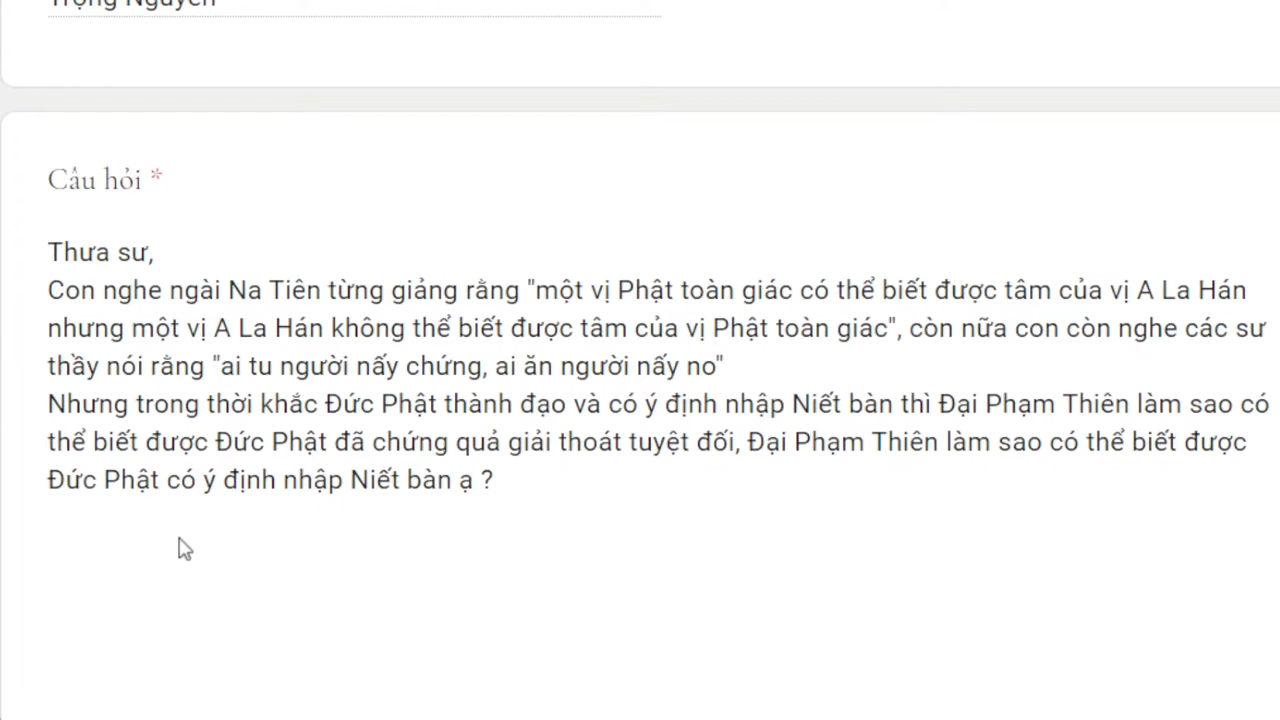 Trọng Nguyên
Câu hỏi *
Thưa sư,
Con nghe ngài Na Tiên từng giảng rằng "một vị Phật toàn giác có thể biết được tâm của vị A La Hán
nhưng một vị A La Hán không thể biết được tâm của vị Phật toàn giác", còn nữa con còn nghe các sư
thầy nói rằng "ai tu người nấy chứng, ai ăn người nấy no"
Nhưng trong thời khắc Đức Phật thành đạo và có ý định nhập Niết bàn thì Đại Phạm Thiên làm sao có
thể biết được Đức Phật đã chứng quả giải thoát tuyệt đối, Đại Phạm Thiên làm sao có thể biết được
Đức Phật có ý định nhập Niết bàn ạ ?